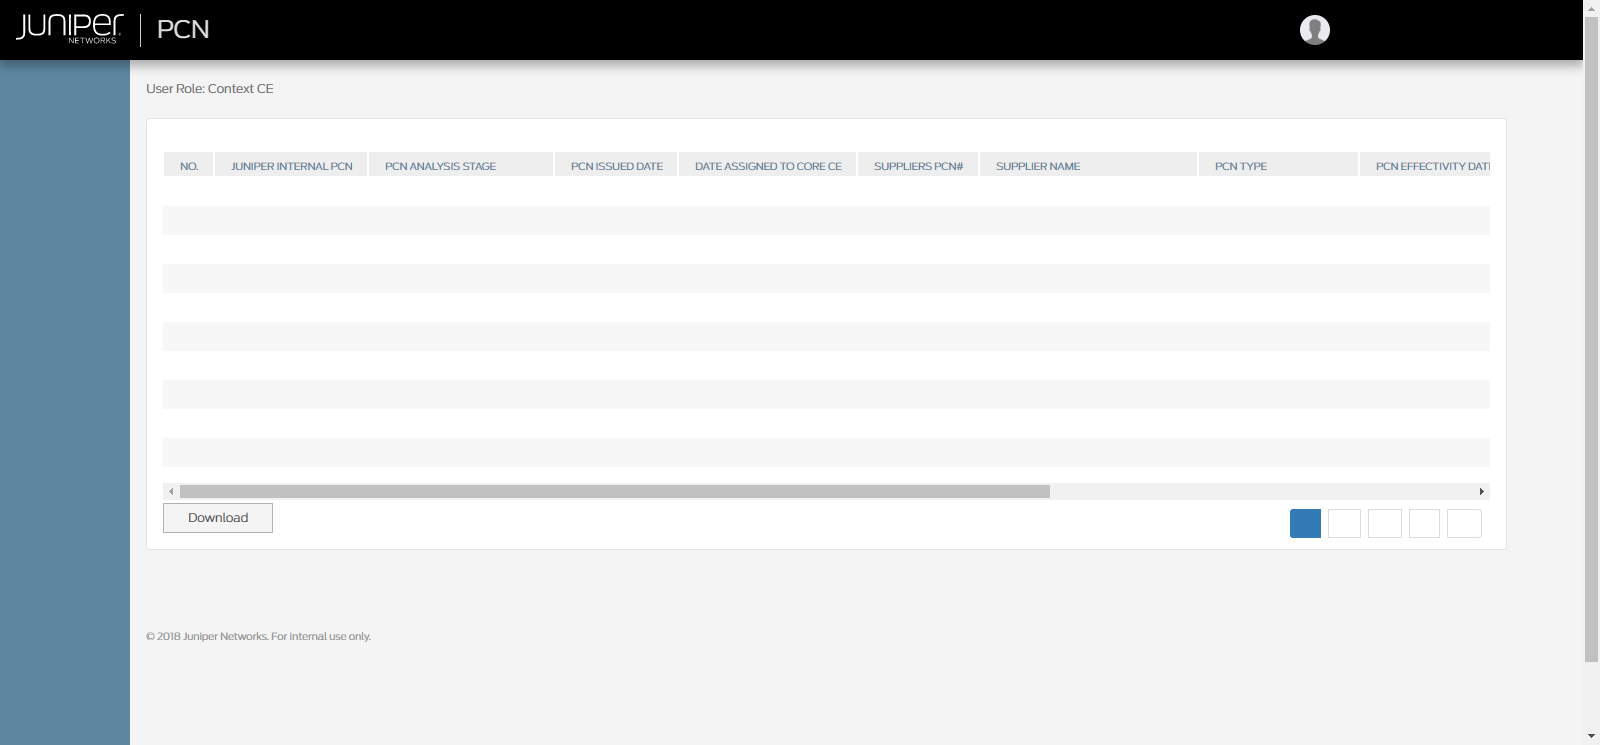 JUNIPER NETWORKS PCN
User Role: Context CE
NO. JUNIPER INTERNAL PCN PCN ANALYSIS STAGE PCN ISSUED DATE DATE ASSIGNED TO CORE CE SUPPLIERS PCN# SUPPLIER NAME PCN TYPE PCN EFFECTIVITY DATE
Download
© 2018 Juniper Networks. For internal use only.